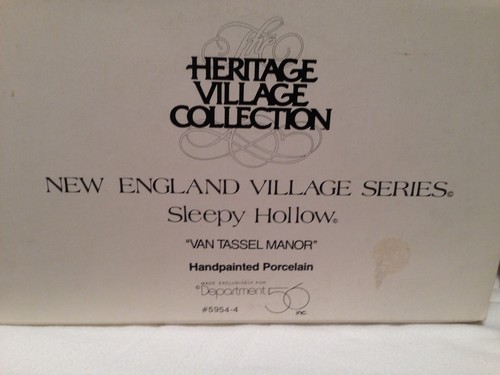 The
HERITAGE
VILLAGE
COLLECTION
NEW ENGLAND VILLAGE SERIES©
Sleepy Hollow©
"VAN TASSEL MANOR"
Handpainted Porcelain
MADE EXCLUSIVELY FOR
©Department 56 INC.
#5954-4